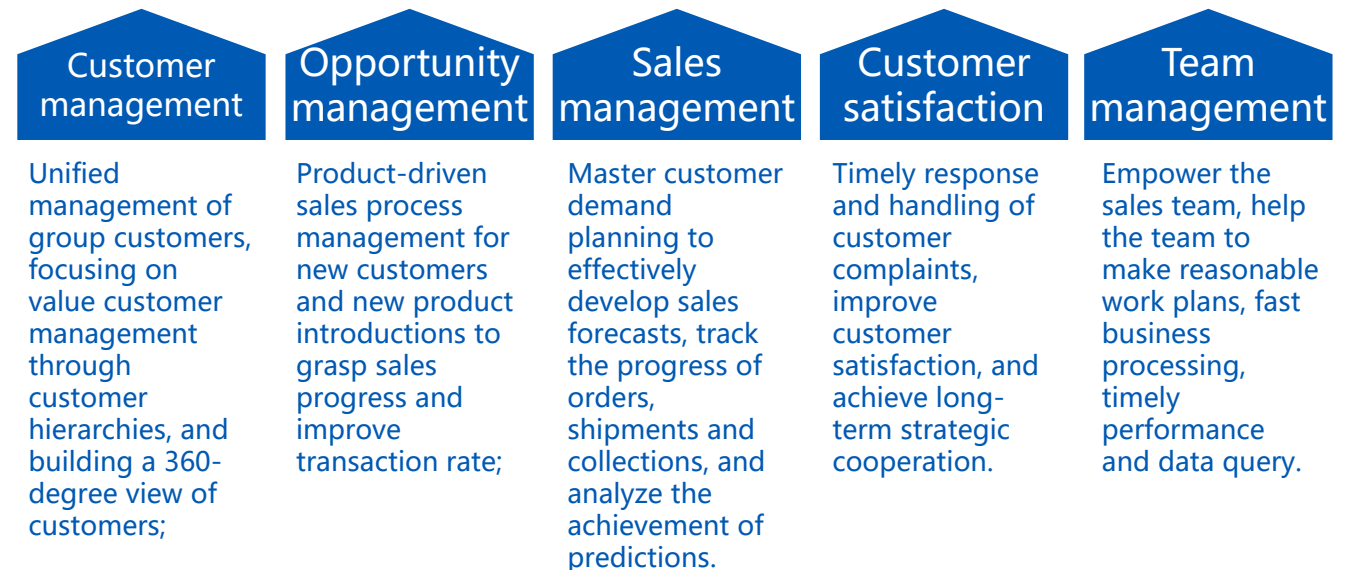 Customer
management
Unified
management of
group customers,
focusing on
value customer
management
through
customer
hierarchies, and
building a 360-
degree view of
customers;
Opportunity
management
Product-driven
sales process
management for
new customers
and new product
introductions to
grasp sales
progress and
improve
transaction rate;
Sales
management
Master customer
demand
planning to
effectively
develop sales
forecasts, track
the progress of
orders,
shipments and
collections, and
analyze the
achievement of
predictions.
Customer
satisfaction
Timely response
and handling of
customer
complaints,
improve
customer
satisfaction, and
achieve long-
term strategic
cooperation.
Team
management
Empower the
sales team, help
the team to
make reasonable
work plans, fast
business
processing,
timely
performance
and data query.